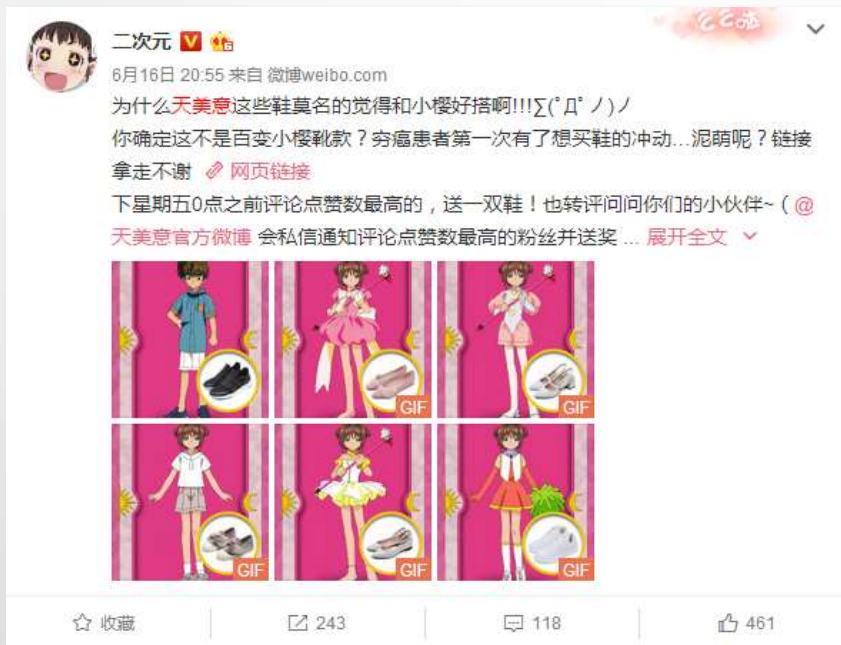 么么哒
二次元
6月16日 20:55 来自 微博weibo.com
为什么天美意这些鞋莫名的觉得和小樱好搭啊!!!∑(ﾟДﾟノ)ノ
你确定这不是百变小樱靴款？穷癌患者第一次有了想买鞋的冲动...泥萌呢？链接
拿走不谢 网页链接
下星期五0点之前评论点赞数最高的，送一双鞋！也转评问问你们的小伙伴~（@
天美意官方微博 会私信通知评论点赞数最高的粉丝并送奖 ... 展开全文
GIF
GIF
GIF
GIF
GIF
收藏
243
118
461